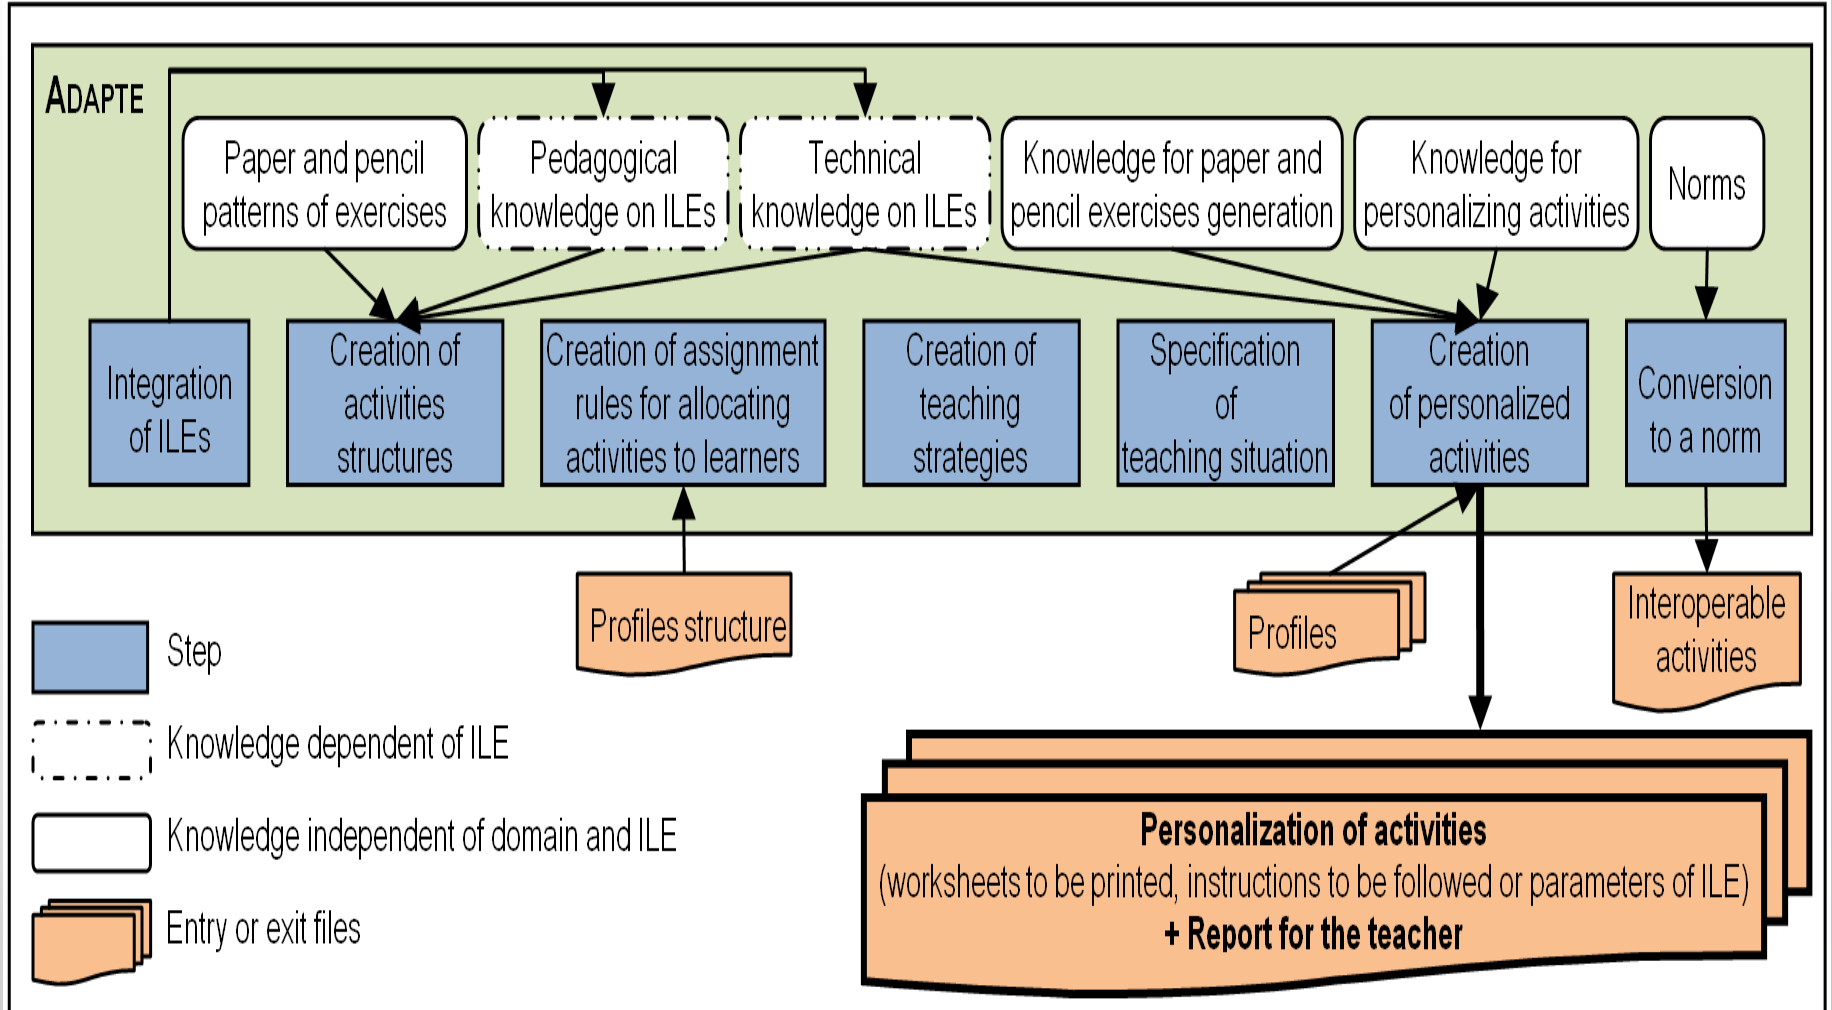 ADAPTE
Paper and pencil
patterns of exercises
Pedagogical
knowledge on ILEs
Technical
knowledge on ILEs
Knowledge for paper and
pencil exercises generation
Knowledge for
personalizing activities
Norms
Integration
of ILEs
Creation of
activities
structures
Creation of assignment
rules for allocating
activities to learners
Creation of
teaching
strategies
Specification
of
teaching situation
Creation
of personalized
activities
Conversion
to a norm
Profiles structure
Profiles
Interoperable
activities
Step
Knowledge dependent of ILE
Knowledge independent of domain and ILE
Entry or exit files
Personalization of activities
(worksheets to be printed, instructions to be followed or parameters of ILE)
+ Report for the teacher